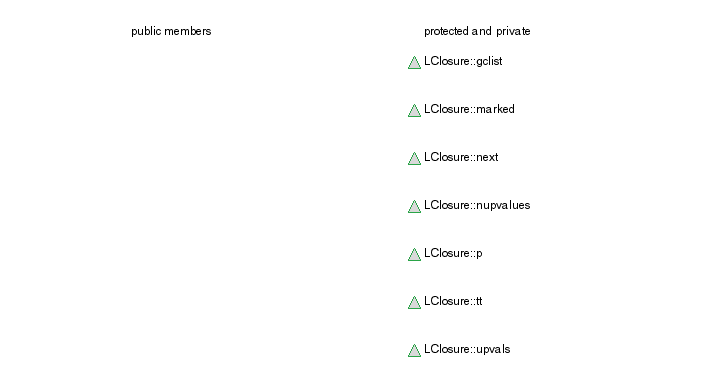 public members
protected and private
LClosure::gclist
LClosure::marked
LClosure::next
LClosure::nupvalues
LClosure::p
LClosure::tt
LClosure::upvals